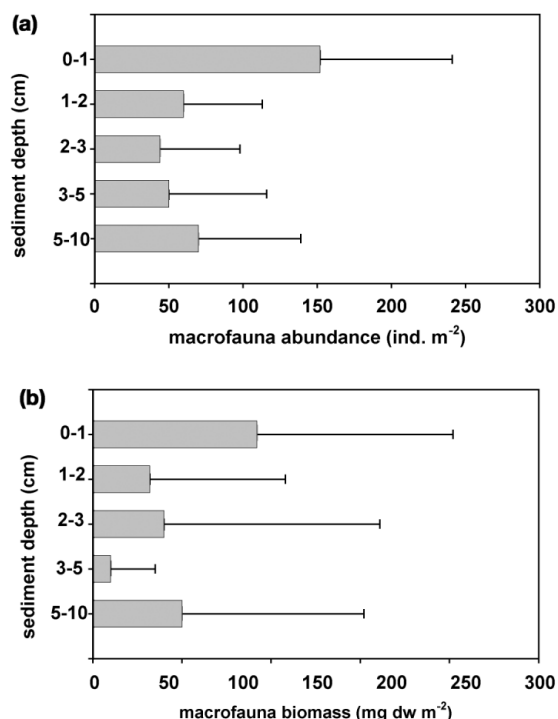 (a)
0-1
1-2
2-3
3-5
5-10
sediment depth (cm)
0 50 100 150 200 250 300
macrofauna abundance (ind. m⁻²)
(b)
0-1
1-2
2-3
3-5
5-10
sediment depth (cm)
0 50 100 150 200 250 300
macrofauna biomass (mg dw m⁻²)